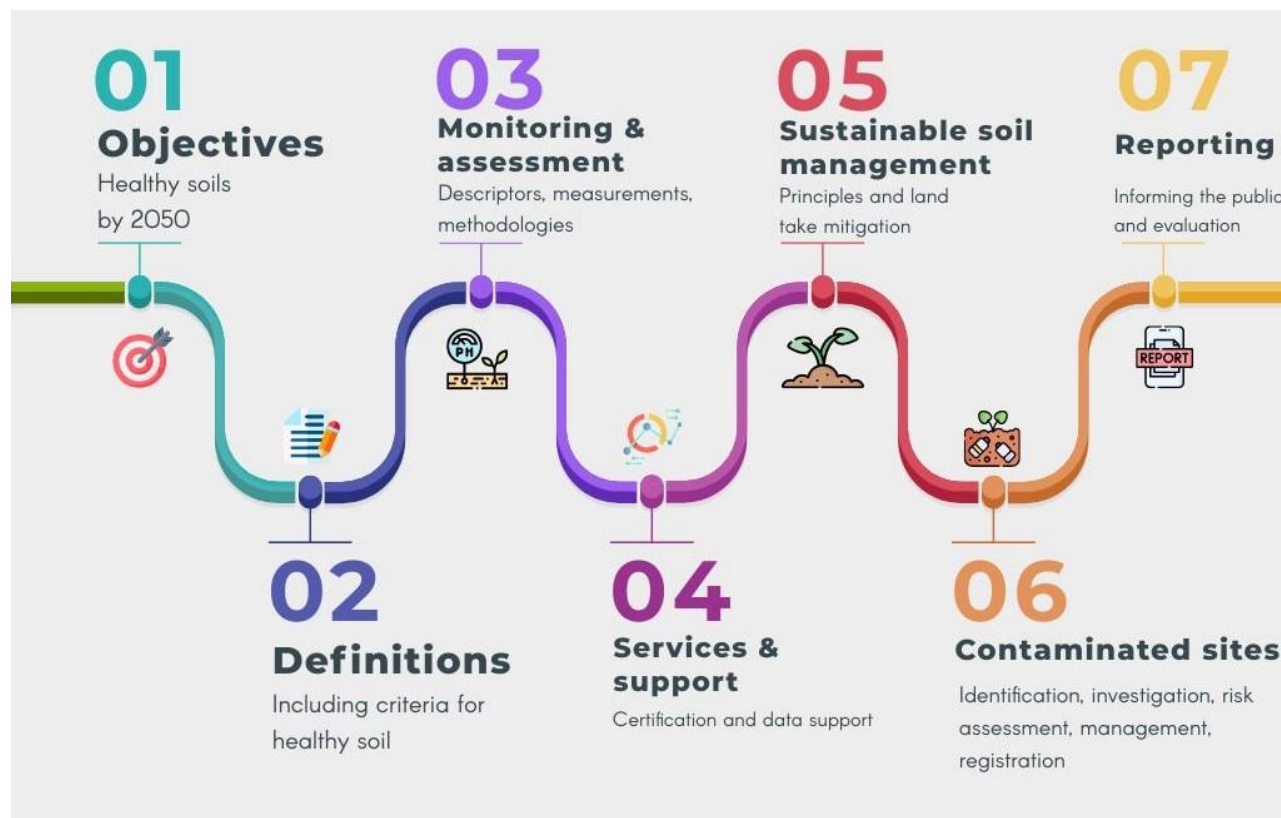 01
Objectives
Healthy soils
by 2050
02
Definitions
Including criteria for
healthy soil
03
Monitoring &
assessment
Descriptors, measurements,
methodologies
PH
04
Services &
support
Certification and data support
05
Sustainable soil
management
Principles and land
take mitigation
06
Contaminated sites
Identification, investigation, risk
assessment, management,
registration
07
Reporting
Informing the public
and evaluation
REPORT